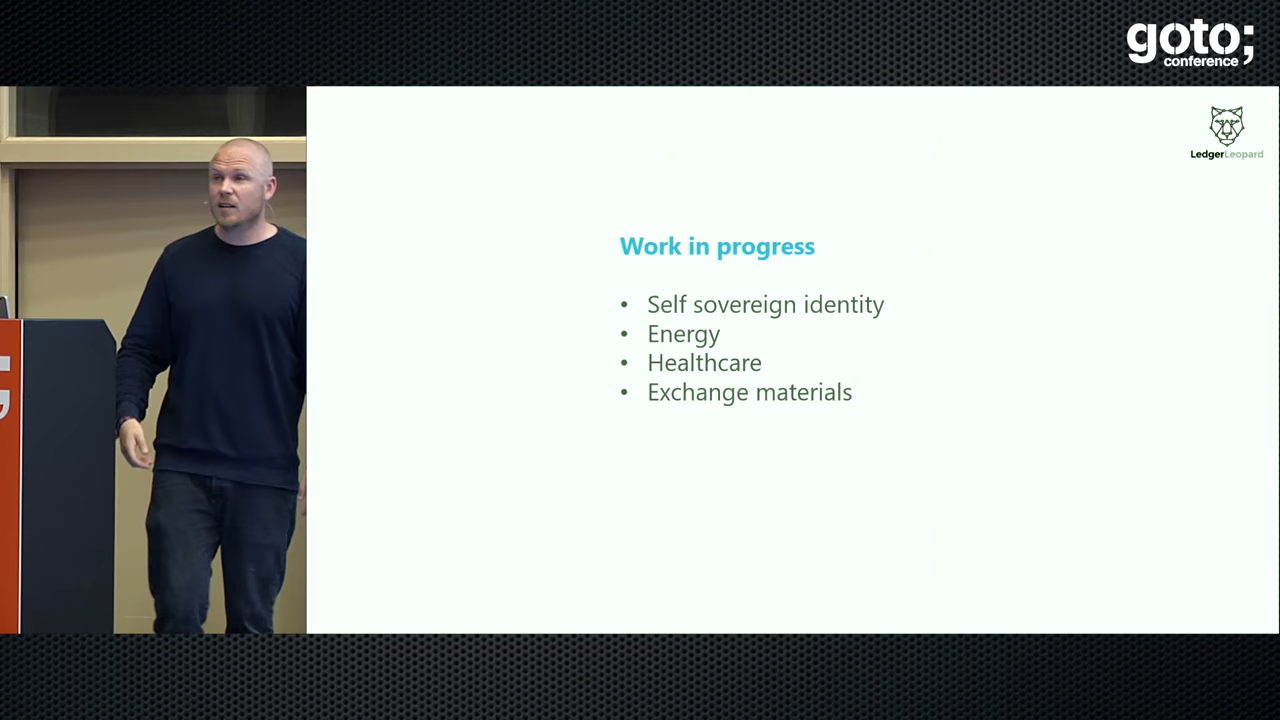 goto;
conference
LedgerLeopard
Work in progress
• Self sovereign identity
• Energy
• Healthcare
• Exchange materials